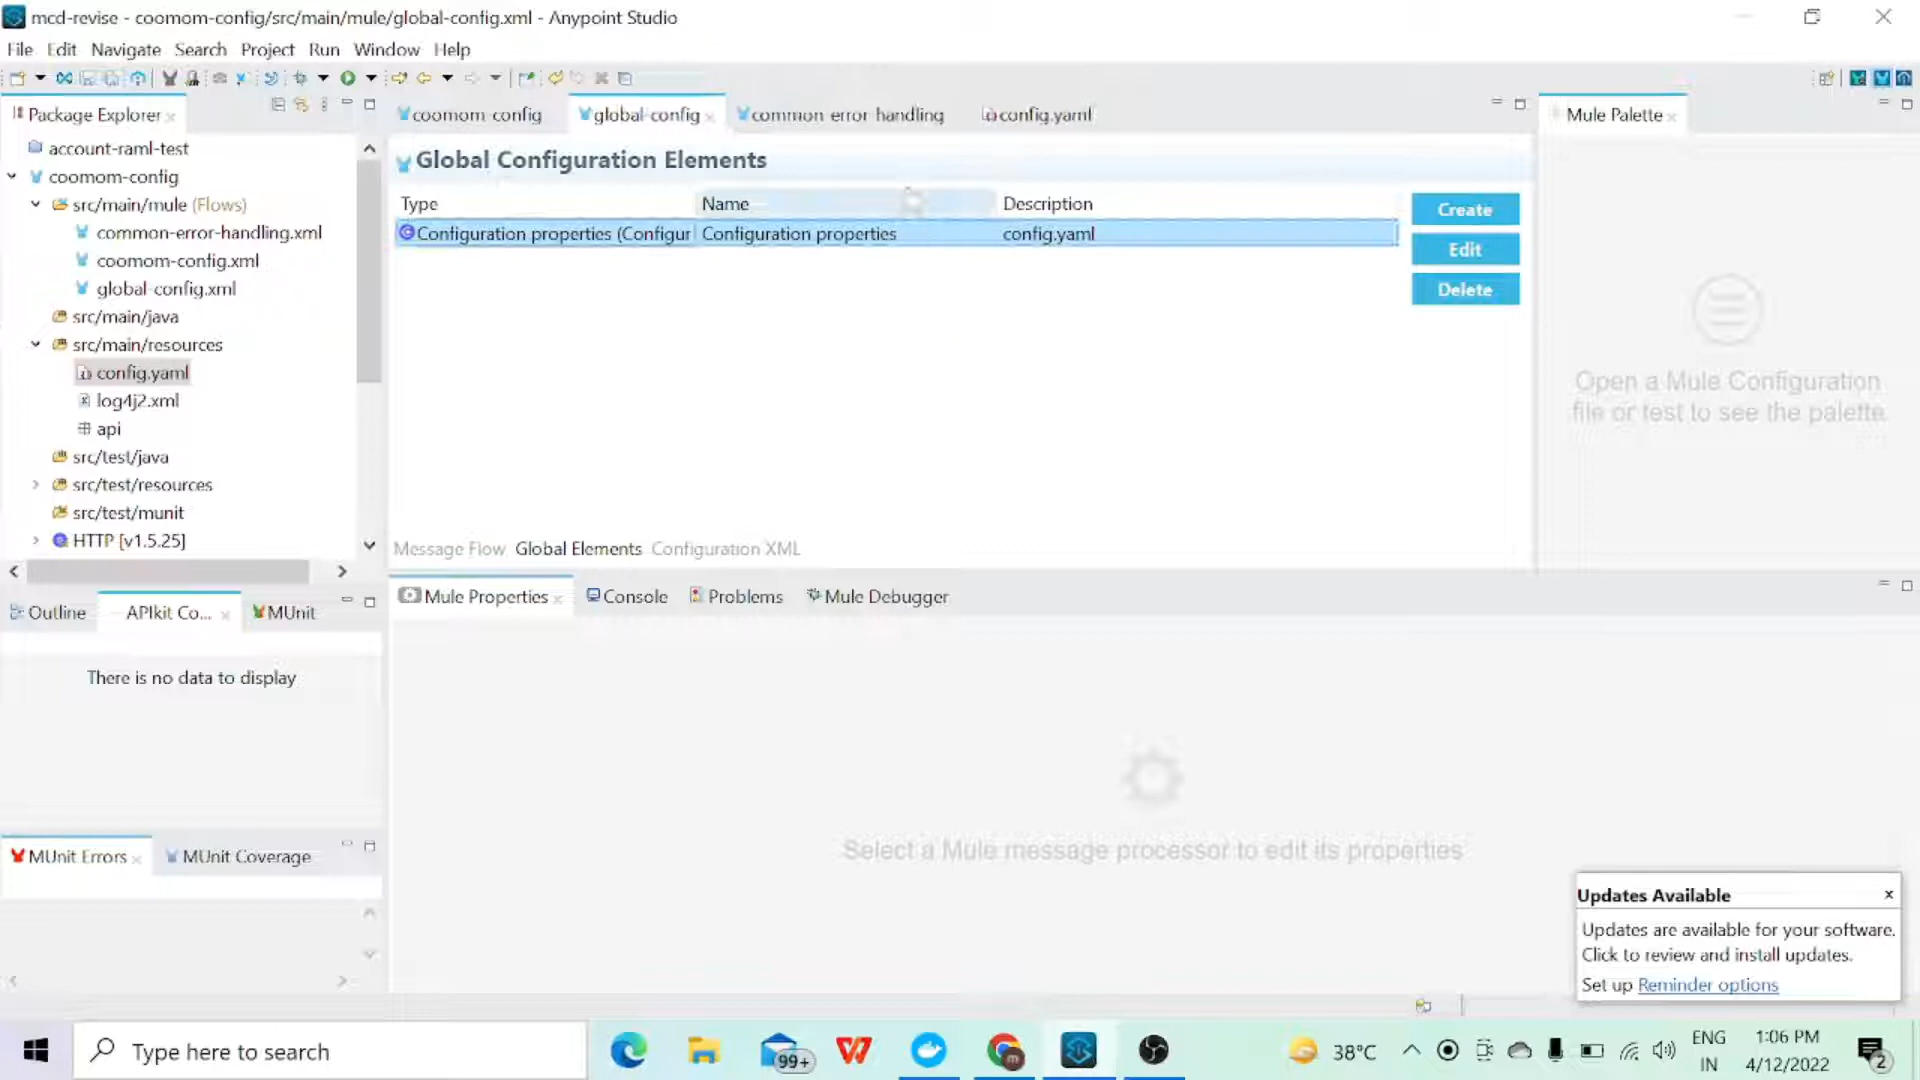 mcd-revise - coomom-config/src/main/mule/global-config.xml - Anypoint Studio
File Edit Navigate Search Project Run Window Help
Package Explorer
account-raml-test
coomom-config
src/main/mule (Flows)
common-error-handling.xml
coomom-config.xml
global-config.xml
src/main/java
src/main/resources
config.yaml
log4j2.xml
api
src/test/java
src/test/resources
src/test/munit
HTTP [v1.5.25]
coomom-config global-config common-error-handling config.yaml
Global Configuration Elements
Type Name Description
Configuration properties (Configur Configuration properties config.yaml
Create
Edit
Delete
Message Flow Global Elements Configuration XML
Mule Palette
Open a Mule Configuration
file or test to see the palette
Outline APIkit Co... MUnit
There is no data to display
MUnit Errors MUnit Coverage
Mule Properties Console Problems Mule Debugger
Select a Mule message processor to edit its properties
Updates Available x
Updates are available for your software.
Click to review and install updates.
Set up Reminder options
Type here to search
99+
m
38°C
ENG
IN
1:06 PM
4/12/2022
2